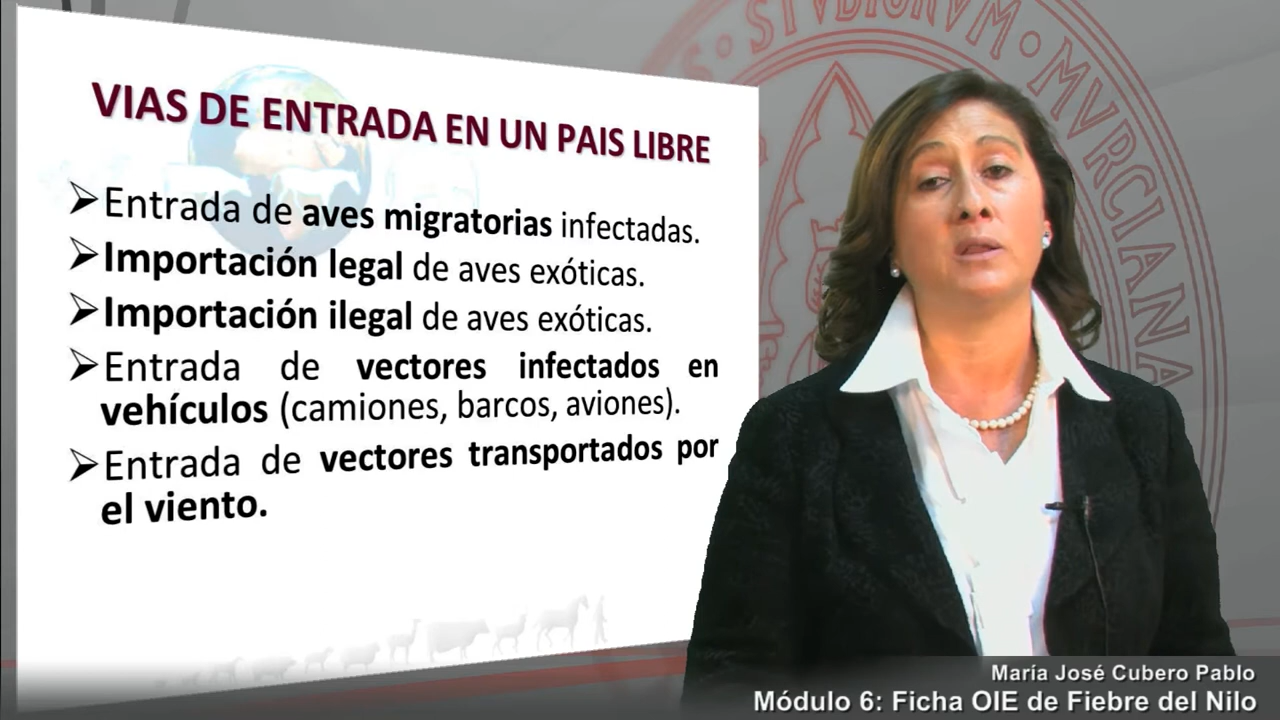 VIAS DE ENTRADA EN UN PAIS LIBRE
➢Entrada de aves migratorias infectadas.
➢Importación legal de aves exóticas.
➢Importación ilegal de aves exóticas.
➢Entrada de vectores infectados en
vehículos (camiones, barcos, aviones).
➢Entrada de vectores transportados por
el viento.
STVDIORVM
MVRCIANA
María José Cubero Pablo
Módulo 6: Ficha OIE de Fiebre del Nilo